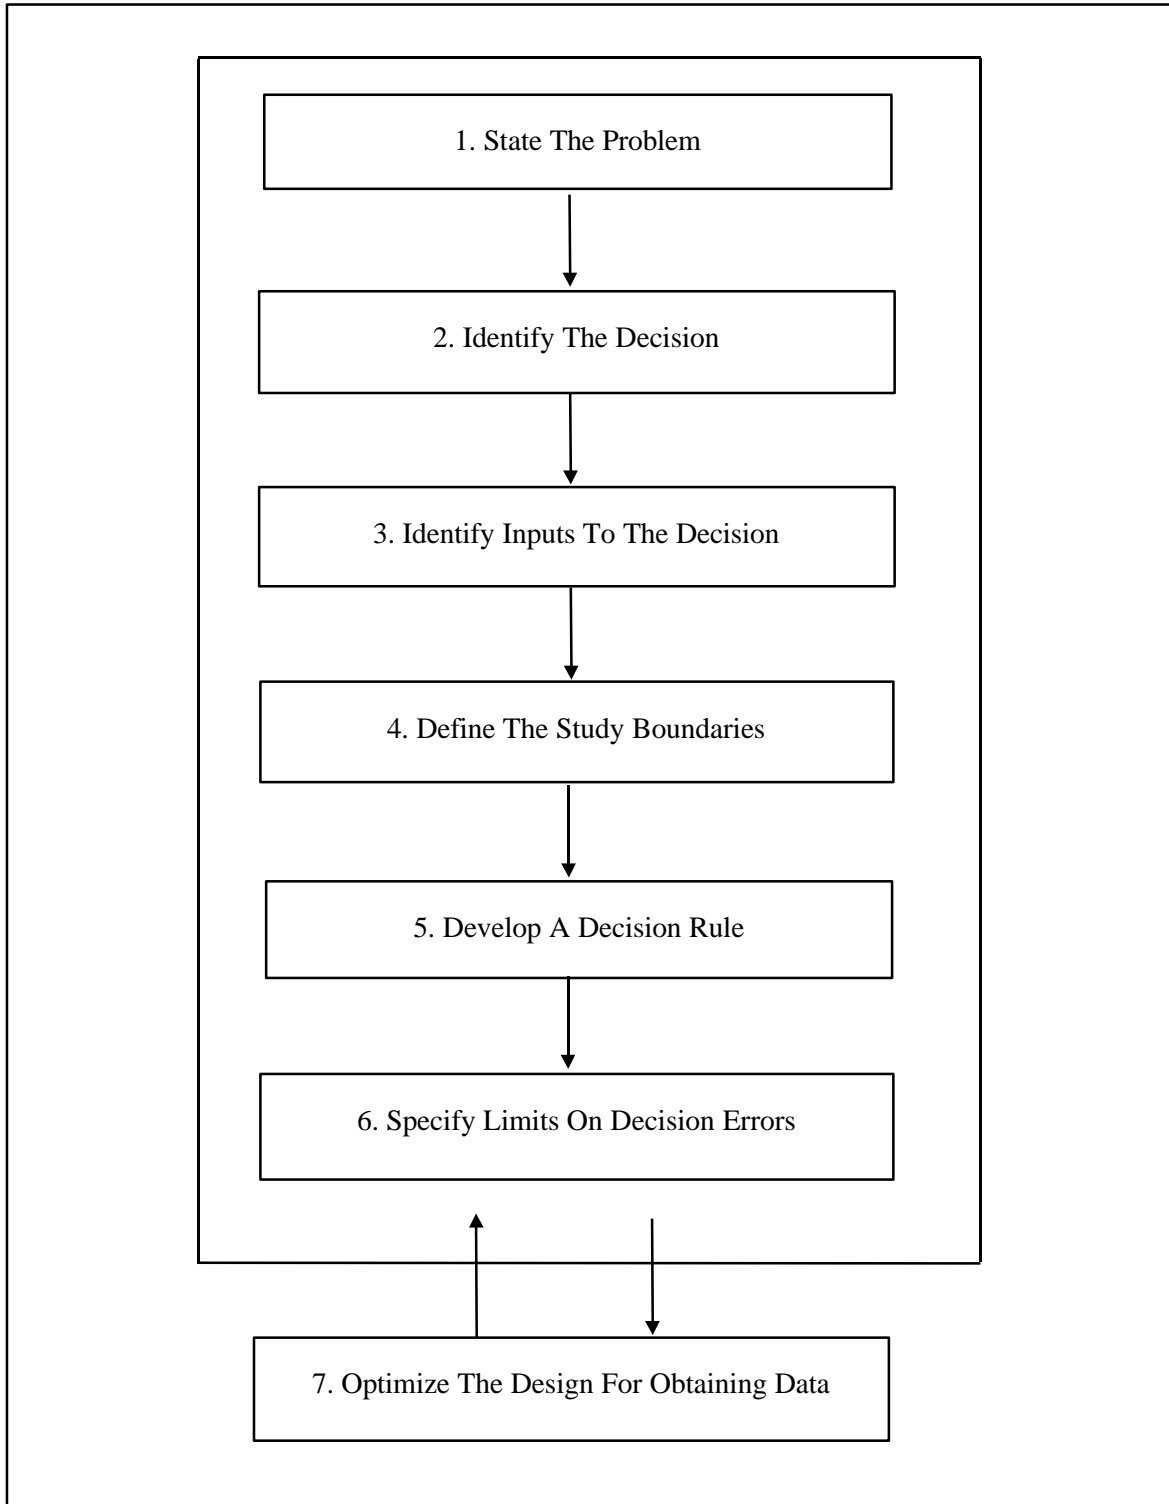 1. State The Problem
2. Identify The Decision
3. Identify Inputs To The Decision
4. Define The Study Boundaries
5. Develop A Decision Rule
6. Specify Limits On Decision Errors
7. Optimize The Design For Obtaining Data